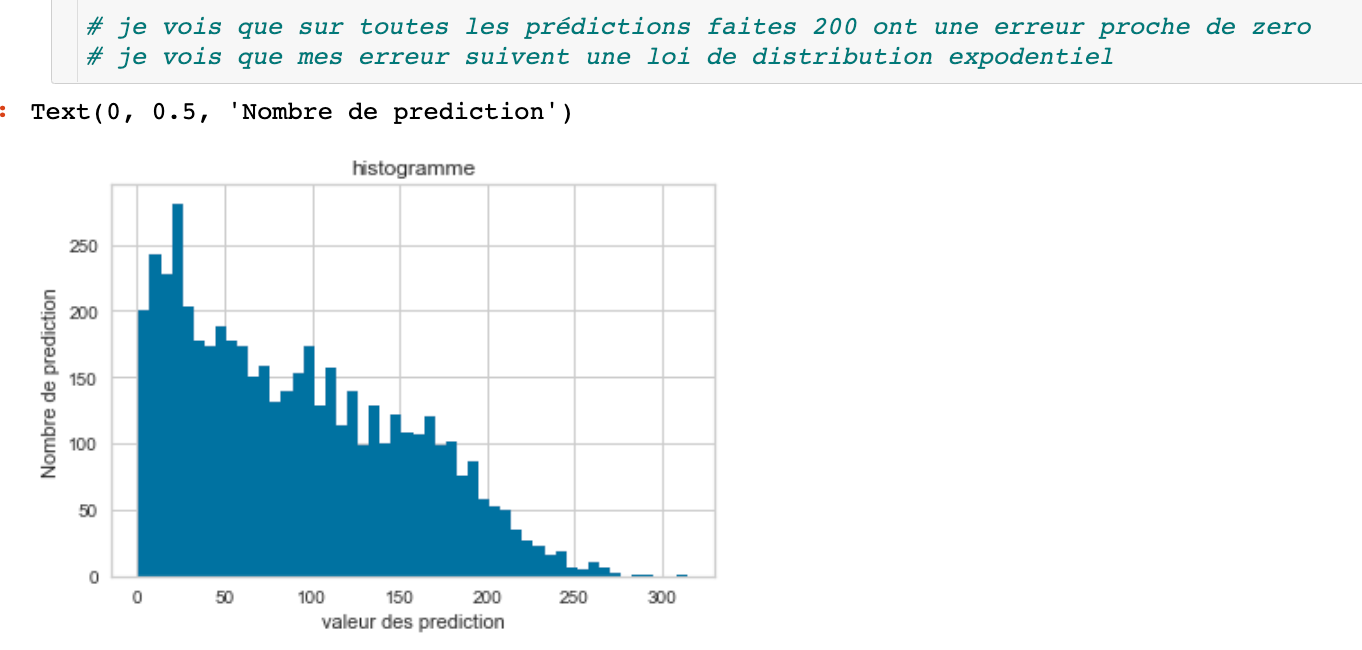 # je vois que sur toutes les prédictions faites 200 ont une erreur proche de zero
# je vois que mes erreur suivent une loi de distribution expodentiel
: Text(0, 0.5, 'Nombre de prediction')
histogramme
Nombre de prediction
250
200
150
100
50
0
0 50 100 150 200 250 300
valeur des prediction